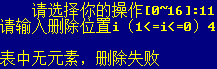 请选择你的操作[0~16]:11
请输入删除位置i（1<=i<=0）4
表中无元素，删除失败